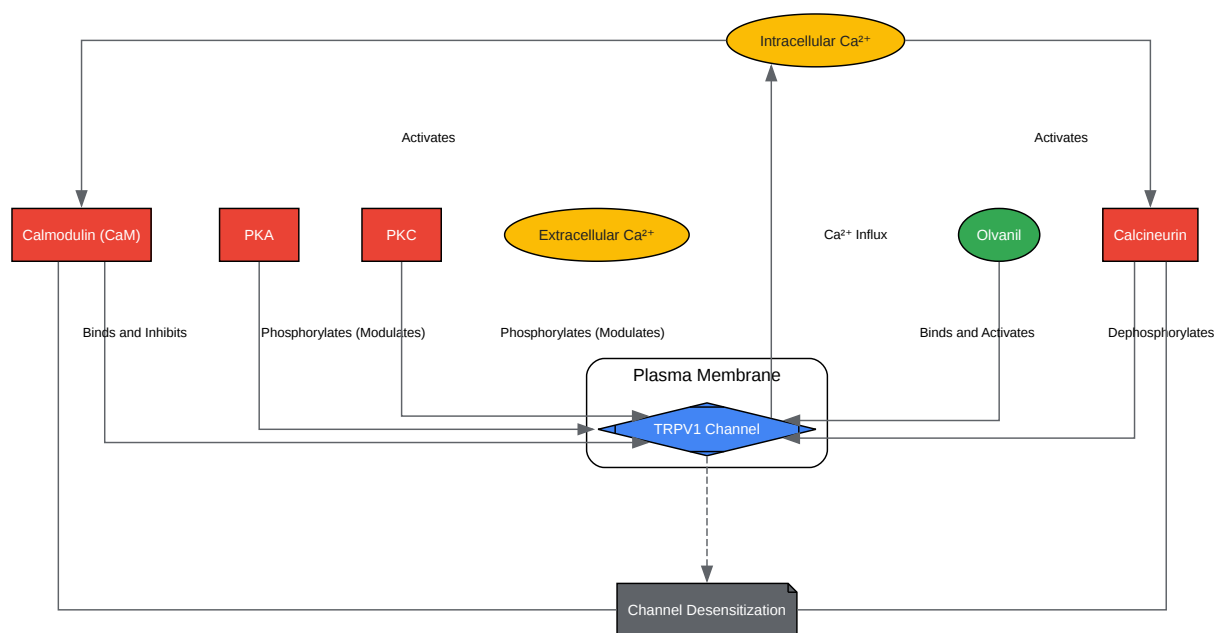 Intracellular Ca²⁺
Activates
Activates
Calmodulin (CaM)
PKA
PKC
Extracellular Ca²⁺
Ca²⁺ Influx
Olvanil
Calcineurin
Binds and Inhibits
Phosphorylates (Modulates)
Phosphorylates (Modulates)
Binds and Activates
Dephosphorylates
Plasma Membrane
TRPV1 Channel
Channel Desensitization